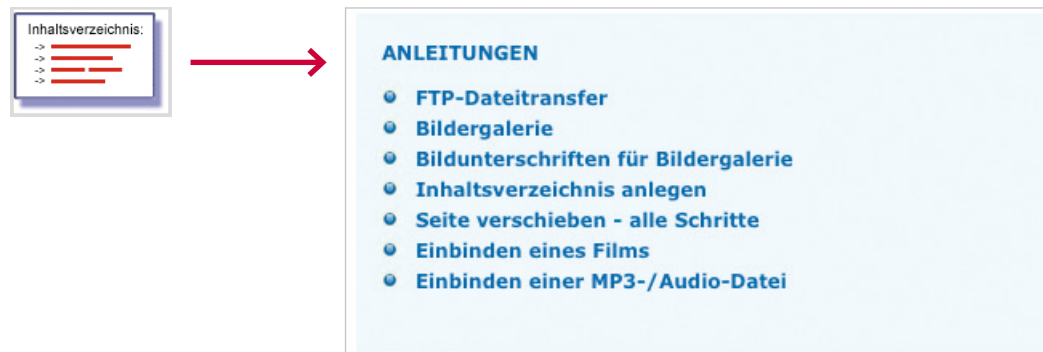 Inhaltsverzeichnis:
->
->
->
->
ANLEITUNGEN
FTP-Dateitransfer
Bildergalerie
Bildunterschriften für Bildergalerie
Inhaltsverzeichnis anlegen
Seite verschieben - alle Schritte
Einbinden eines Films
Einbinden einer MP3-/Audio-Datei